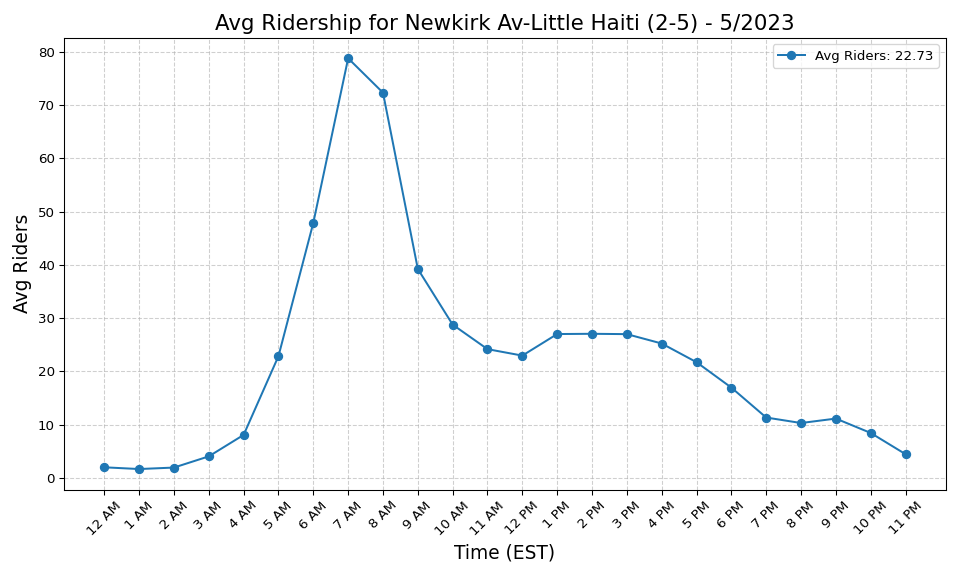 Avg Ridership for Newkirk Av-Little Haiti (2-5) - 5/2023
Avg Riders: 22.73
Avg Riders
80
70
60
50
40
30
20
10
0
12 AM
1 AM
2 AM
3 AM
4 AM
5 AM
6 AM
7 AM
8 AM
9 AM
10 AM
11 AM
12 PM
1 PM
2 PM
3 PM
4 PM
5 PM
6 PM
7 PM
8 PM
9 PM
10 PM
11 PM
Time (EST)